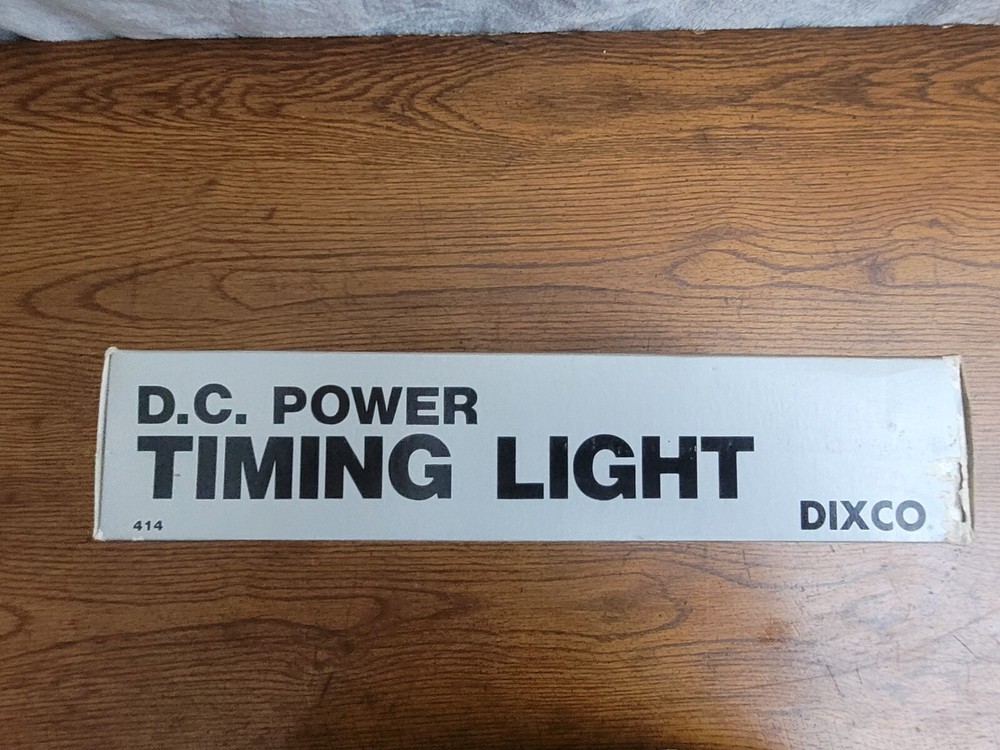 D.C. POWER
TIMING LIGHT
414
DIXCO